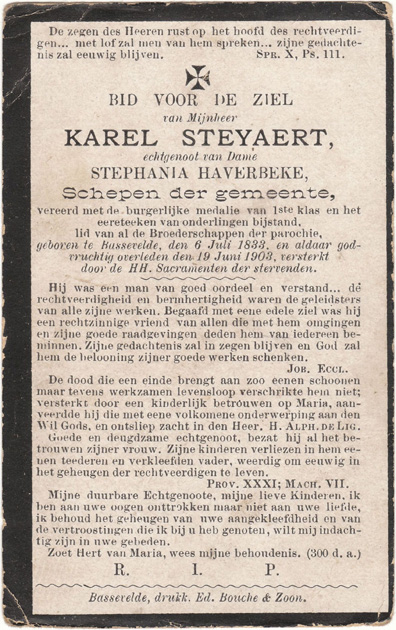 De zegen des Heeren rust op het hoofd des rechtveerdi-
gen... met lof zal men van hem spreken... zijne gedachte-
nis zal eeuwig blijven. SPR. X, Ps. 111.
BID VOOR DE ZIEL
van Mijnheer
KAREL STEYAERT,
echtgenoot van Dame
STEPHANIA HAVERBEKE,
Schepen der gemeente,
vereerd met de burgerlijke medalie van 1ste klas en het
eereteeken van onderlingen bijstand,
lid van al de Broederschappen der parochie,
geboren te Bassevelde, den 6 Juli 1833, en aldaar god-
vruchtig overleden den 19 Juni 1903, versterkt
door de HH. Sacramenten der stervenden.
Hij was een man van goed oordeel en verstand... dé
rechtveerdigheid en bermhertigheid waren de geleidsters
van alle zijne werken. Begaafd met eene edele ziel was hij
een rechtzinnige vriend van allen die met hem omgingen
en zijne goede raadgevingen deden hem van iedereen be-
minnen. Zijne gedachtenis zal in zegen blijven en God zal
hem de belooning zijner goede werken schenken.
JOB. ECCL.
De dood die een einde brengt aan zoo eenen schoonen
maar tevens werkzamen levensloop verschrikte hem niet;
versterkt door een kinderlijk betrouwen op Maria, aan-
veerdde hij die met eene volkomene onderwerping aan den
Wil Gods, en ontsliep zacht in den Heer. H. ALPH. DE LIG.
Goede en deugdzame echtgenoot, bezat hij al het be-
trouwen zijner vrouw. Zijne kinderen verliezen in hem ee-
nen teederen en verkleefden vader, weerdig om eeuwig in
het geheugen der rechtveerdigen te leven.
PROV. XXXI; MACH. VII.
Mijne duurbare Echtgenoote, mijne lieve Kinderen, ik
ben aan uwe oogen onttrokken maar niet aan uwe liefde,
ik behoud het geheugen van uwe aangekleefdheid en van
de vertroostingen die ik bij u heb genoten, wilt mij indach-
tig zijn in uwe gebeden.
Zoet Hert van Maria, wees mijne behoudenis. (300 d. a.)
R. I. P.
Bassevelde, drukk. Ed. Bouche & Zoon.